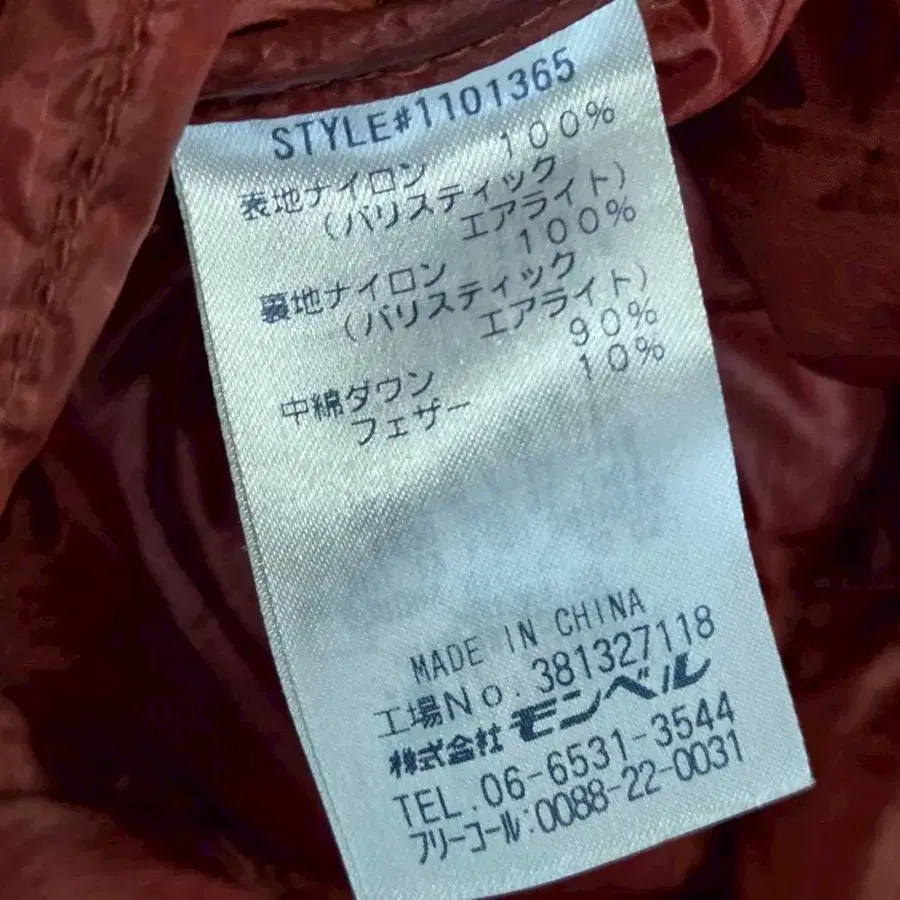 STYLE#1101365
表地ナイロン 100%
(バリスティック
エアライト)
裏地ナイロン 100%
(バリスティック
エアライト)
中綿ダウン 90%
フェザー 10%
MADE IN CHINA
工場No.381327118
株式会社モンベル
TEL.06-6531-3544
フリーコール:0088-22-0031